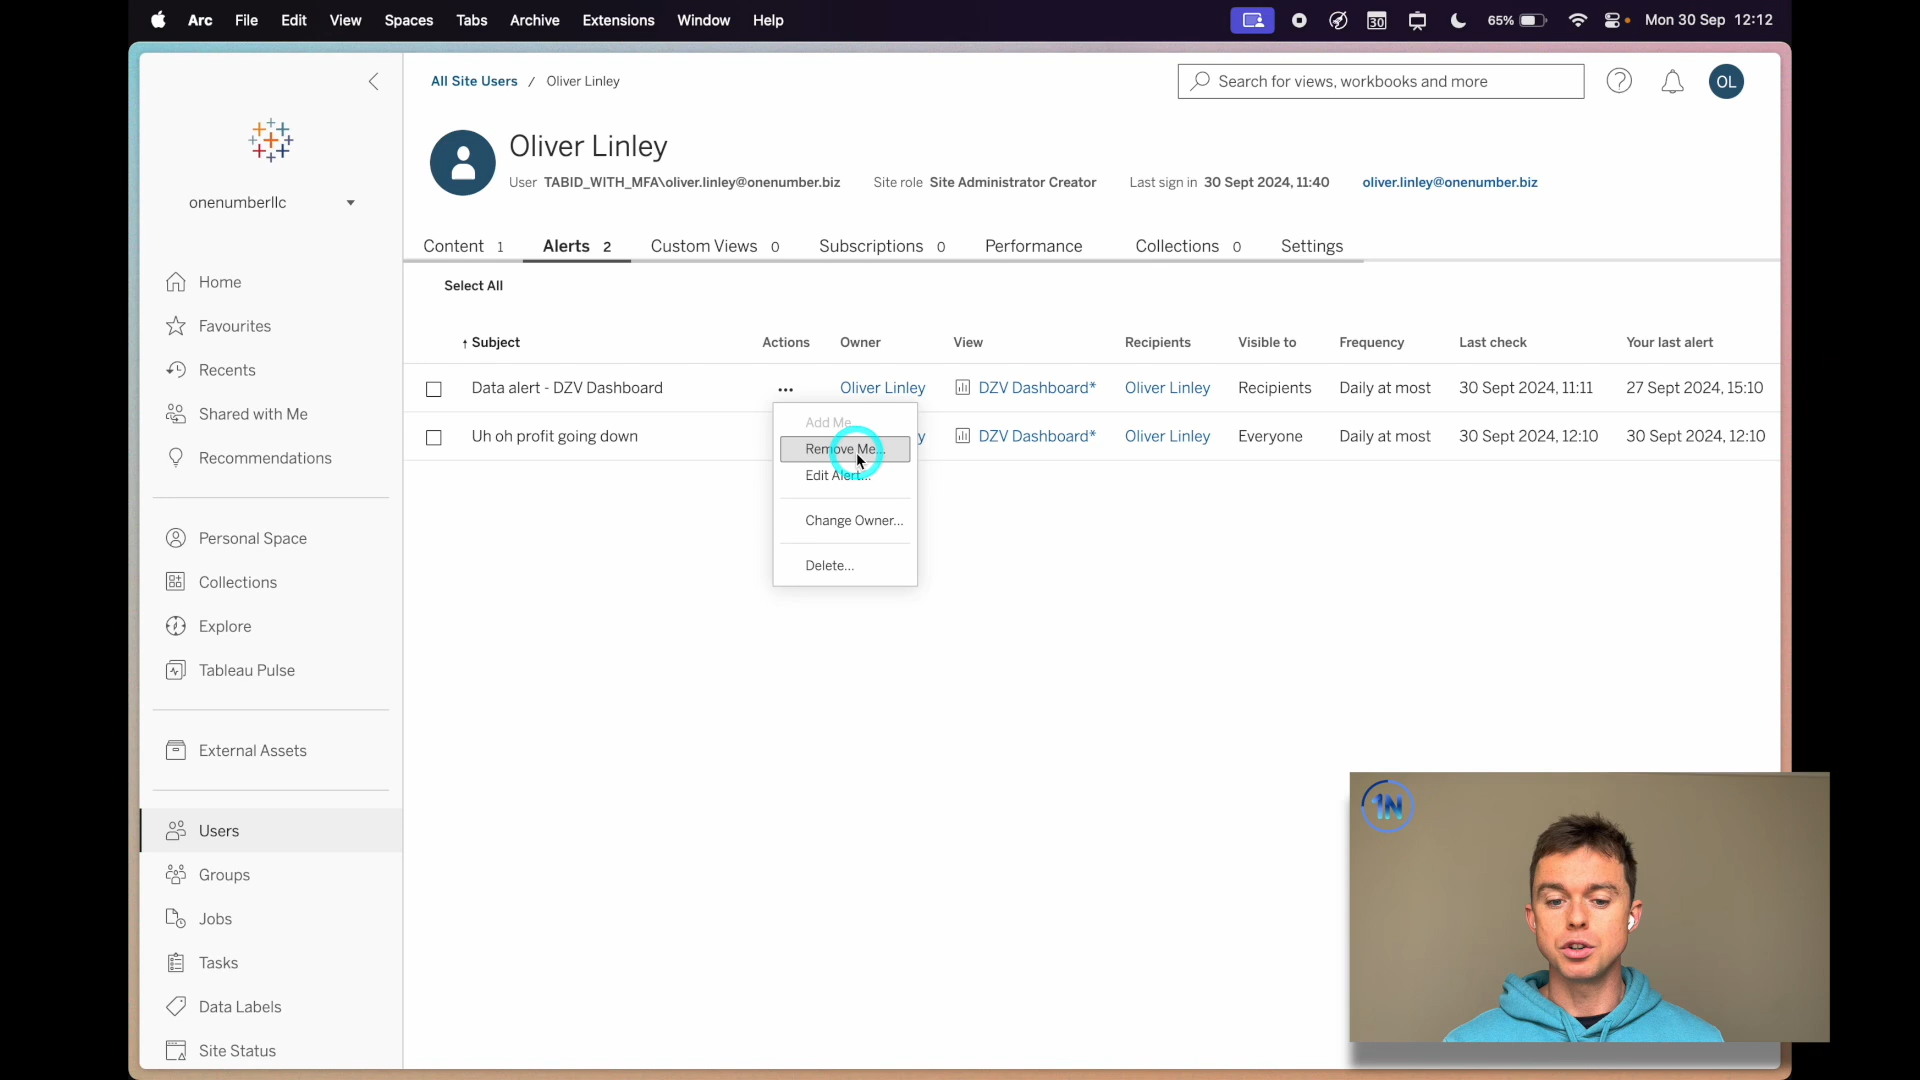 Arc File Edit View Spaces Tabs Archive Extensions Window Help 30 65% Mon 30 Sep 12:12
All Site Users / Oliver Linley
Search for views, workbooks and more
OL
Oliver Linley
User TABID_WITH_MFA\oliver.linley@onenumber.biz Site role Site Administrator Creator Last sign in 30 Sept 2024, 11:40 oliver.linley@onenumber.biz
onenumberllc
Content 1 Alerts 2 Custom Views 0 Subscriptions 0 Performance Collections 0 Settings
Select All
↑ Subject Actions Owner View Recipients Visible to Frequency Last check Your last alert
Data alert - DZV Dashboard ... Oliver Linley DZV Dashboard* Oliver Linley Recipients Daily at most 30 Sept 2024, 11:11 27 Sept 2024, 15:10
Uh oh profit going down y DZV Dashboard* Oliver Linley Everyone Daily at most 30 Sept 2024, 12:10 30 Sept 2024, 12:10
Add Me...
Remove Me...
Edit Alert...
Change Owner...
Delete...
Home
Favourites
Recents
Shared with Me
Recommendations
Personal Space
Collections
Explore
Tableau Pulse
External Assets
Users
Groups
Jobs
Tasks
Data Labels
Site Status
1N